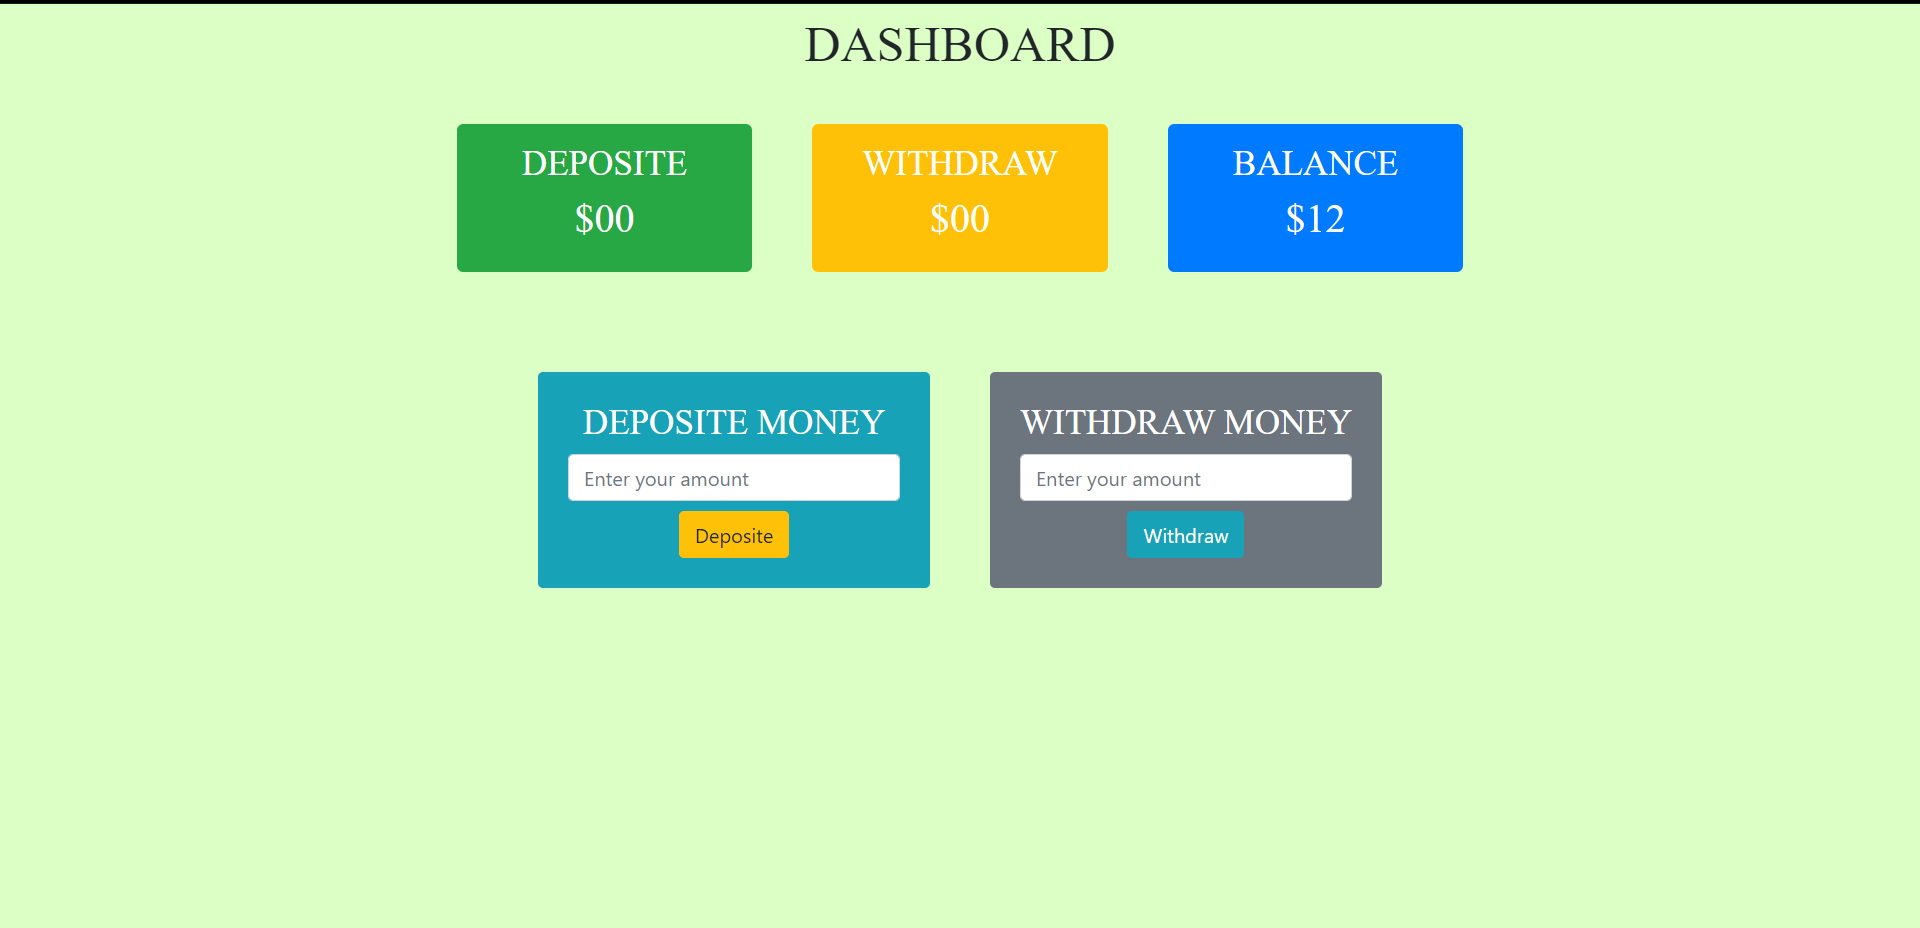 DASHBOARD
DEPOSITE
$00
WITHDRAW
$00
BALANCE
$12
DEPOSITE MONEY
Enter your amount
Deposite
WITHDRAW MONEY
Enter your amount
Withdraw